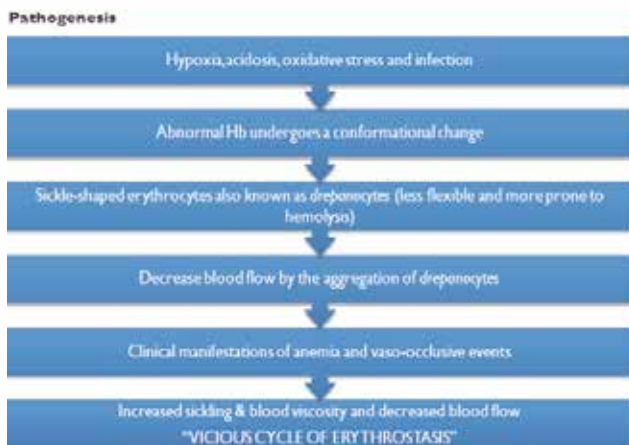 Pathogenesis
Hypoxia, acidosis, oxidative stress and infection
Abnormal Hb undergoes a conformational change
Sickle-shaped erythrocytes also known as dreponocytes (less flexible and more prone to
hemolysis)
Decrease blood flow by the aggregation of dreponocytes
Clinical manifestations of anemia and vaso-occlusive events
Increased sickling & blood viscosity and decreased blood flow
"VICIOUS CYCLE OF ERYTHROSTASIS"